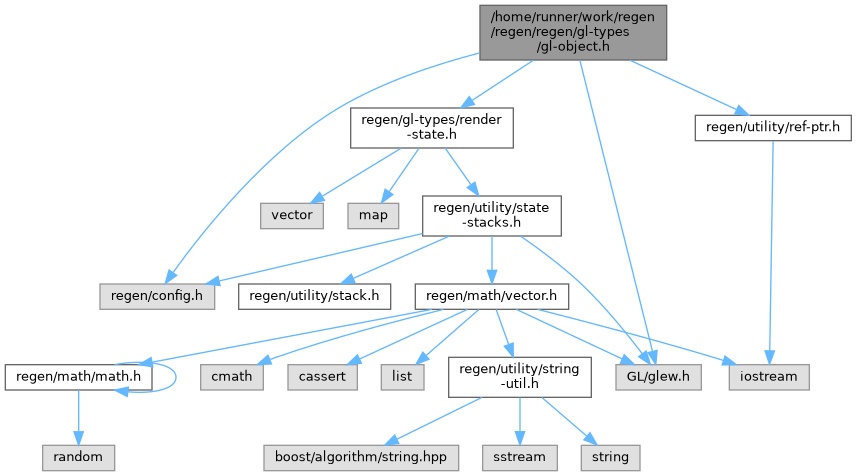 /home/runner/work/regen
/regen/regen/gl-types
/gl-object.h
regen/gl-types/render
-state.h
regen/utility/ref-ptr.h
vector
map
regen/utility/state
-stacks.h
regen/config.h
regen/utility/stack.h
regen/math/vector.h
regen/math/math.h
cmath
cassert
list
regen/utility/string
-util.h
GL/glew.h
iostream
random
boost/algorithm/string.hpp
sstream
string